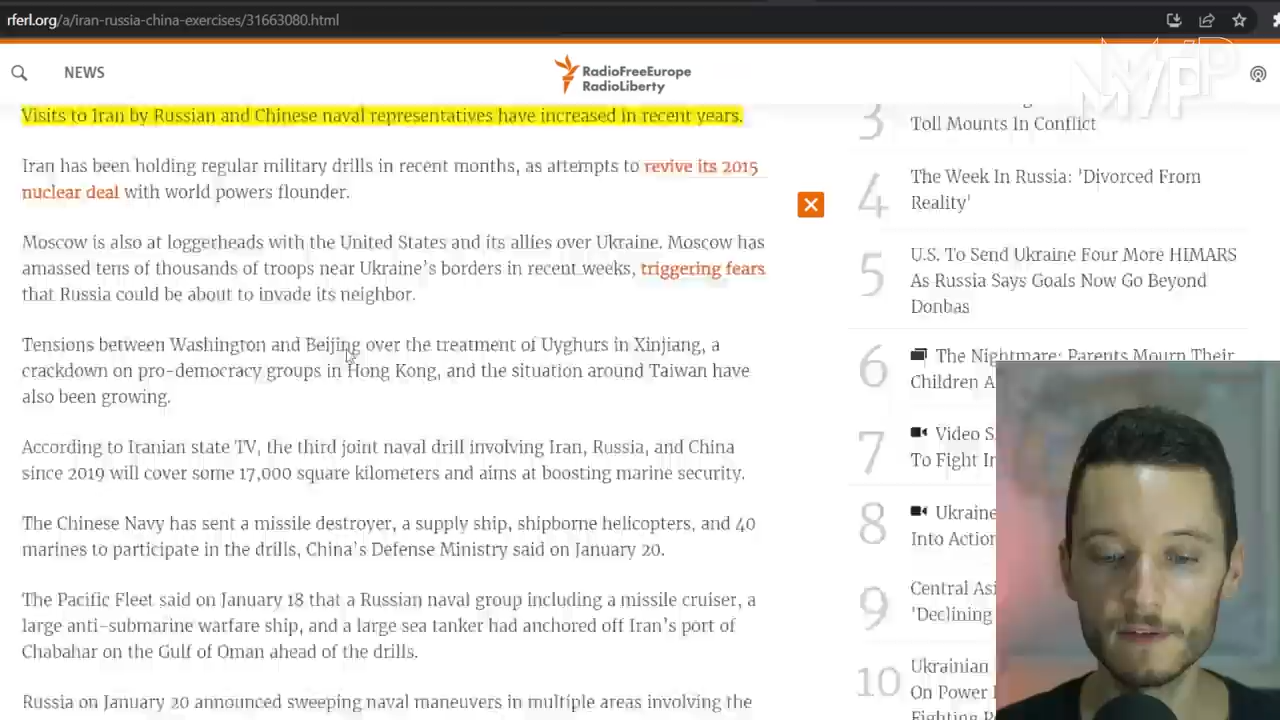 rferl.org/a/iran-russia-china-exercises/31663080.html
NEWS
RadioFreeEurope
RadioLiberty
MVP
Visits to Iran by Russian and Chinese naval representatives have increased in recent years.
Iran has been holding regular military drills in recent months, as attempts to revive its 2015
nuclear deal with world powers flounder.
Moscow is also at loggerheads with the United States and its allies over Ukraine. Moscow has
amassed tens of thousands of troops near Ukraine's borders in recent weeks, triggering fears
that Russia could be about to invade its neighbor.
Tensions between Washington and Beijing over the treatment of Uyghurs in Xinjiang, a
crackdown on pro-democracy groups in Hong Kong, and the situation around Taiwan have
also been growing.
According to Iranian state TV, the third joint naval drill involving Iran, Russia, and China
since 2019 will cover some 17,000 square kilometers and aims at boosting marine security.
The Chinese Navy has sent a missile destroyer, a supply ship, shipborne helicopters, and 40
marines to participate in the drills, China's Defense Ministry said on January 20.
The Pacific Fleet said on January 18 that a Russian naval group including a missile cruiser, a
large anti-submarine warfare ship, and a large sea tanker had anchored off Iran's port of
Chabahar on the Gulf of Oman ahead of the drills.
Russia on January 20 announced sweeping naval maneuvers in multiple areas involving the
3
Toll Mounts In Conflict
4
The Week In Russia: 'Divorced From
Reality'
5
U.S. To Send Ukraine Four More HIMARS
As Russia Says Goals Now Go Beyond
Donbas
6
The Nightmare: Parents Mourn Their
Children
7
Video
To Fight
8
Ukraine
Into Action
9
Central
'Declining
10
Ukrainian
On Power
Fighting